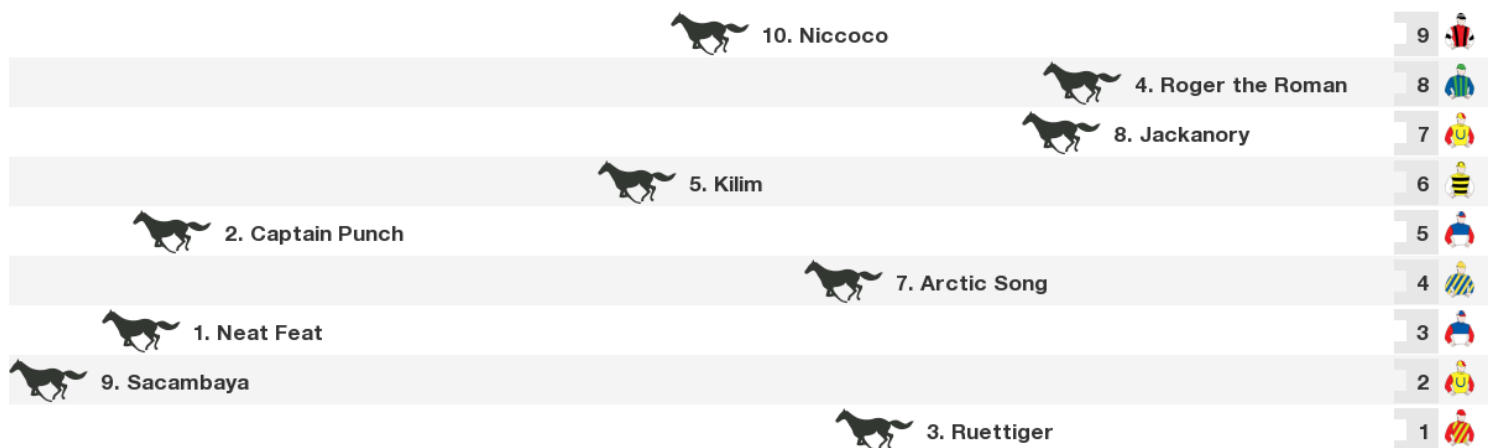 10. Niccoco 9
4. Roger the Roman 8
8. Jackanory 7
5. Kilim 6
2. Captain Punch 5
7. Arctic Song 4
1. Neat Feat 3
9. Sacambaya 2
3. Ruettiger 1